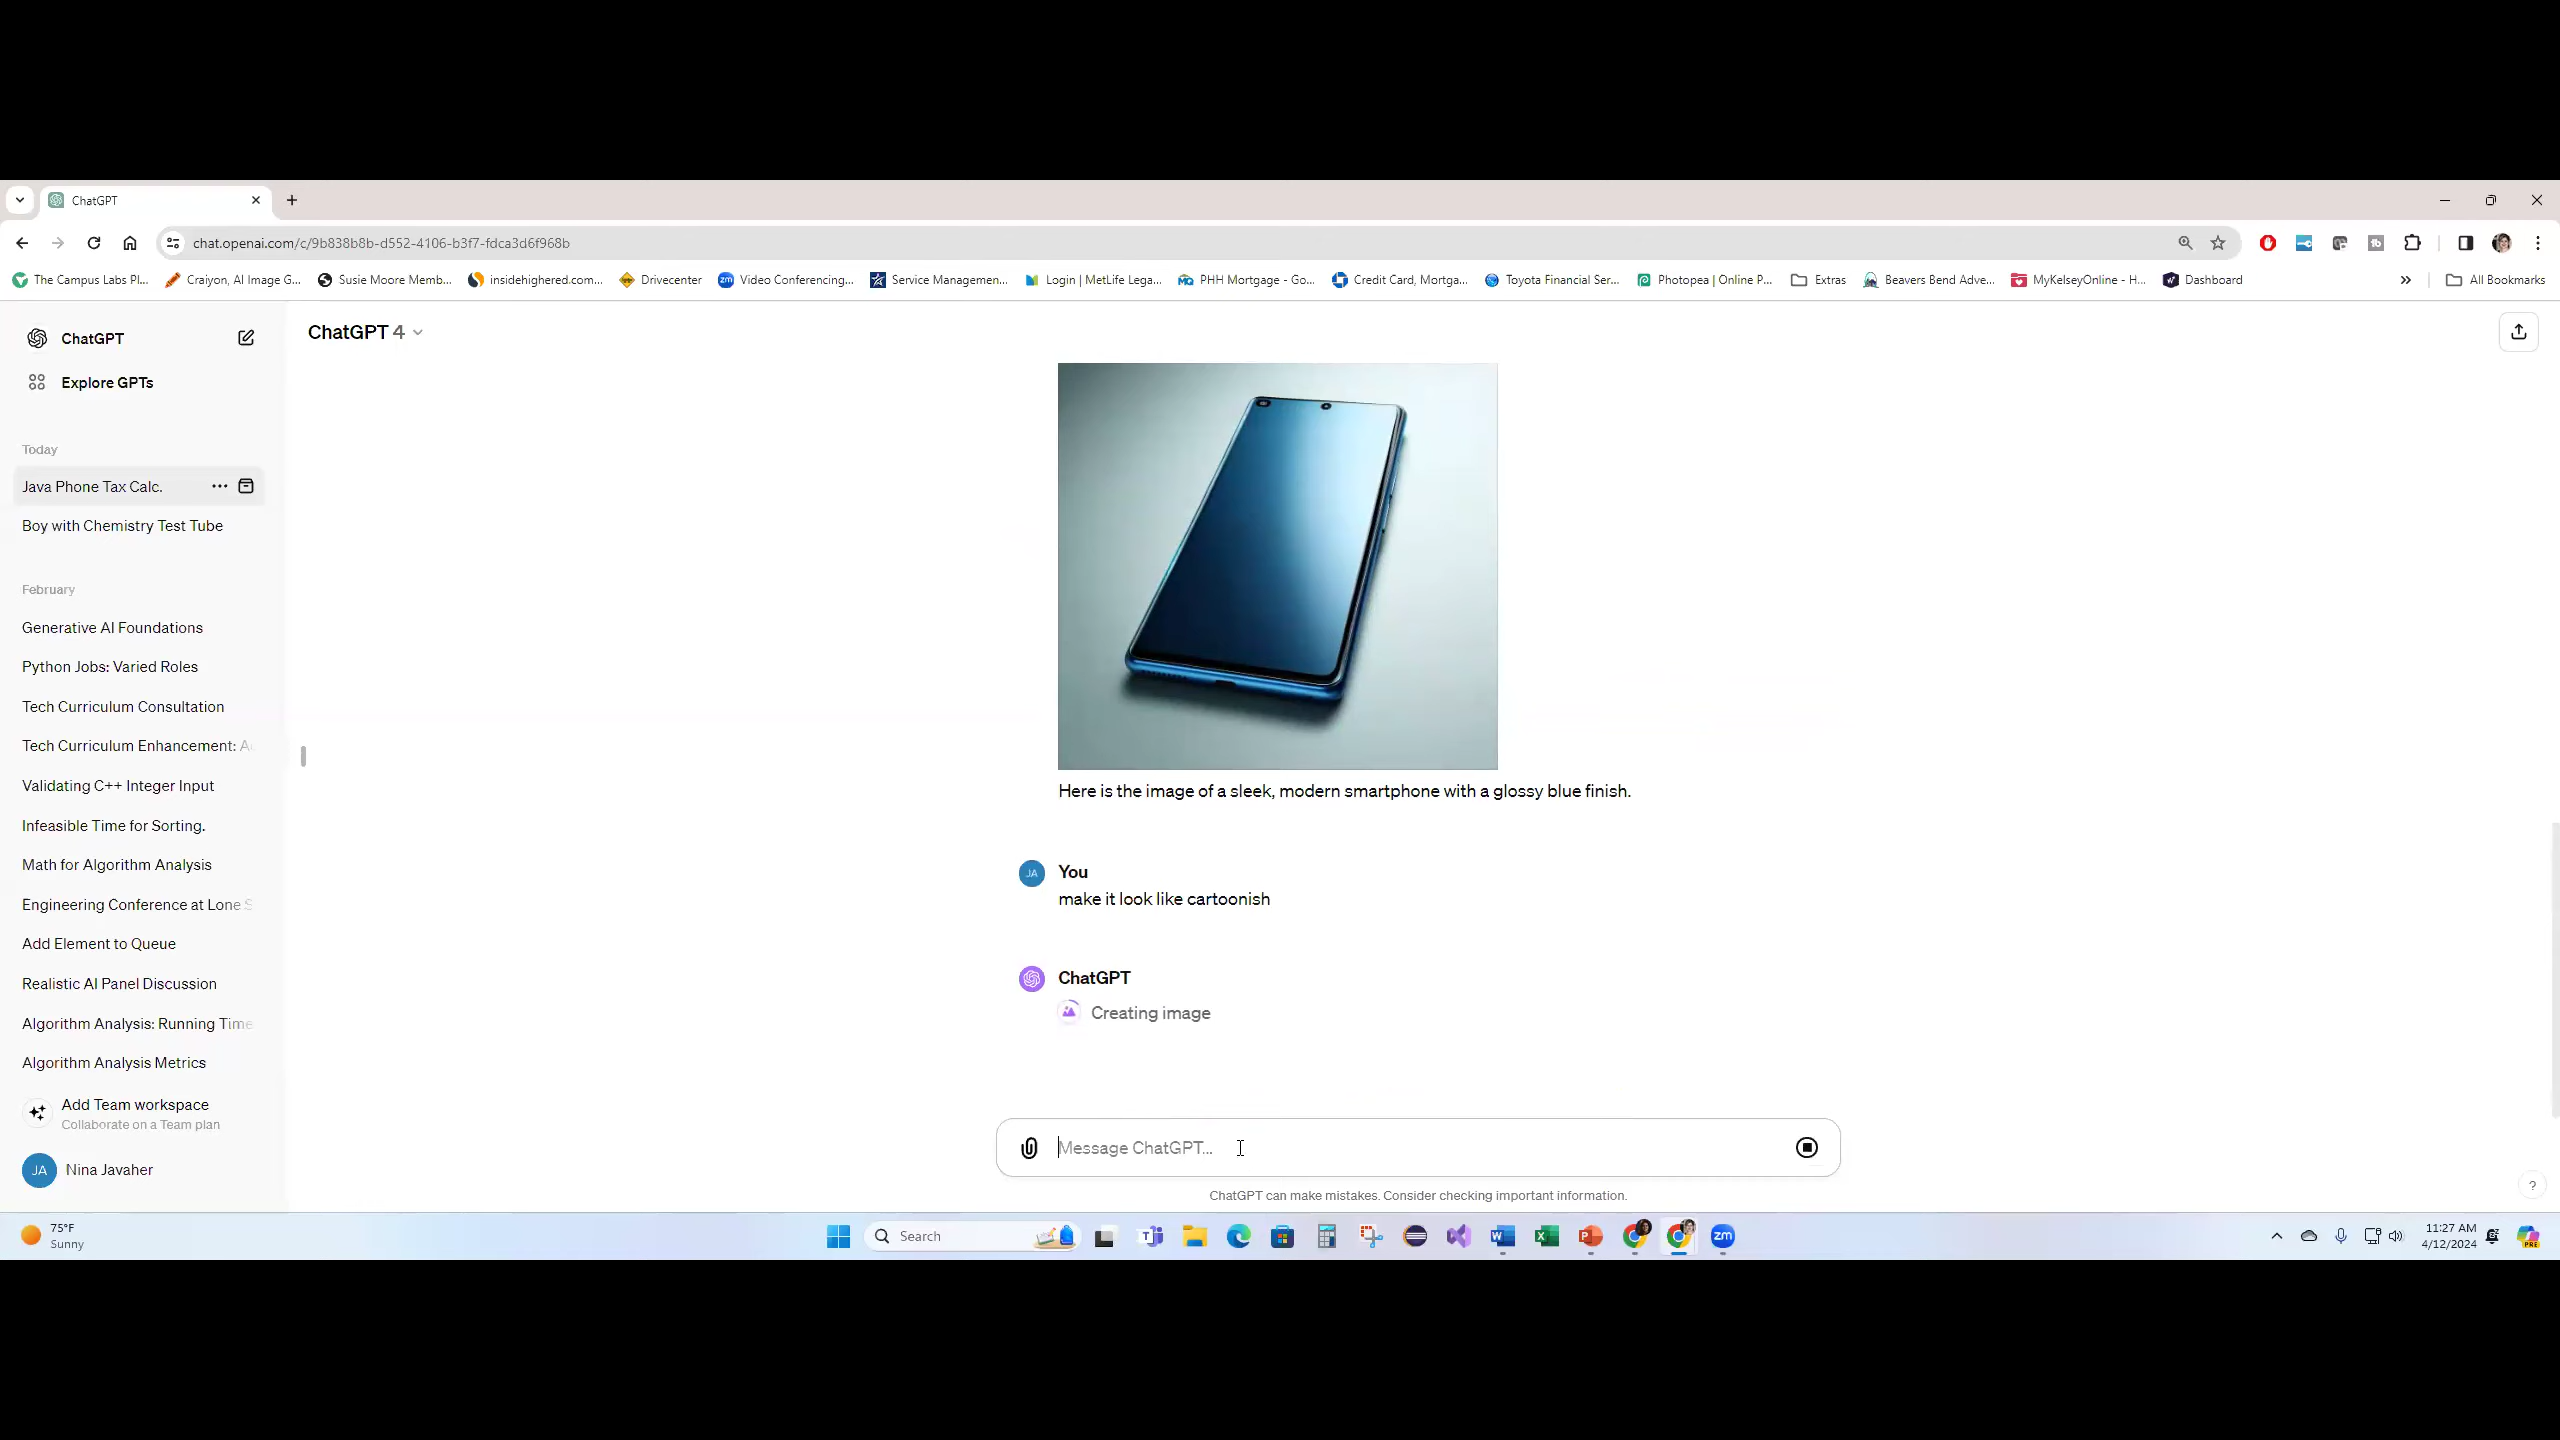 ChatGPT
chat.openai.com/c/9b838b8b-d552-4106-b3f7-fdca3d6f968b
The Campus Labs Pl...
Craiyon, AI Image G...
Susie Moore Memb...
insidehighered.com...
Drivecenter
Video Conferencing...
Service Managemen...
Login | MetLife Lega...
PHH Mortgage - Go...
Credit Card, Mortga...
Toyota Financial Ser...
Photopea | Online P...
Extras
Beavers Bend Adve...
MyKelseyOnline - H...
Dashboard
All Bookmarks
ChatGPT
Explore GPTs
Today
Java Phone Tax Calc.
Boy with Chemistry Test Tube
February
Generative AI Foundations
Python Jobs: Varied Roles
Tech Curriculum Consultation
Tech Curriculum Enhancement: A
Validating C++ Integer Input
Infeasible Time for Sorting.
Math for Algorithm Analysis
Engineering Conference at Lone S
Add Element to Queue
Realistic AI Panel Discussion
Algorithm Analysis: Running Time
Algorithm Analysis Metrics
Add Team workspace
Collaborate on a Team plan
JA
Nina Javaher
ChatGPT 4
Here is the image of a sleek, modern smartphone with a glossy blue finish.
JA
You
make it look like cartoonish
ChatGPT
Creating image
Message ChatGPT...
ChatGPT can make mistakes. Consider checking important information.
?
75°F
Sunny
Search
zm
11:27 AM
4/12/2024